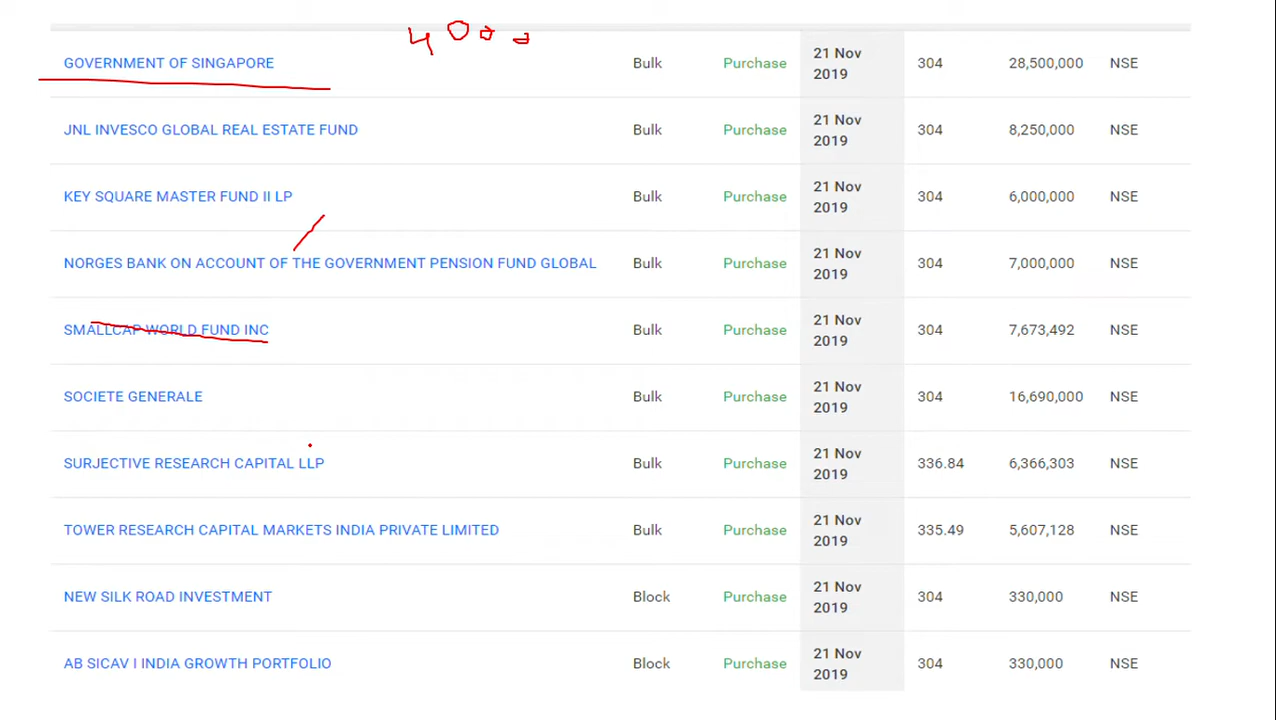 4000
GOVERNMENT OF SINGAPORE Bulk Purchase 21 Nov 2019 304 28,500,000 NSE
JNL INVESCO GLOBAL REAL ESTATE FUND Bulk Purchase 21 Nov 2019 304 8,250,000 NSE
KEY SQUARE MASTER FUND II LP Bulk Purchase 21 Nov 2019 304 6,000,000 NSE
NORGES BANK ON ACCOUNT OF THE GOVERNMENT PENSION FUND GLOBAL Bulk Purchase 21 Nov 2019 304 7,000,000 NSE
SMALLCAP WORLD FUND INC Bulk Purchase 21 Nov 2019 304 7,673,492 NSE
SOCIETE GENERALE Bulk Purchase 21 Nov 2019 304 16,690,000 NSE
SURJECTIVE RESEARCH CAPITAL LLP Bulk Purchase 21 Nov 2019 336.84 6,366,303 NSE
TOWER RESEARCH CAPITAL MARKETS INDIA PRIVATE LIMITED Bulk Purchase 21 Nov 2019 335.49 5,607,128 NSE
NEW SILK ROAD INVESTMENT Block Purchase 21 Nov 2019 304 330,000 NSE
AB SICAV I INDIA GROWTH PORTFOLIO Block Purchase 21 Nov 2019 304 330,000 NSE